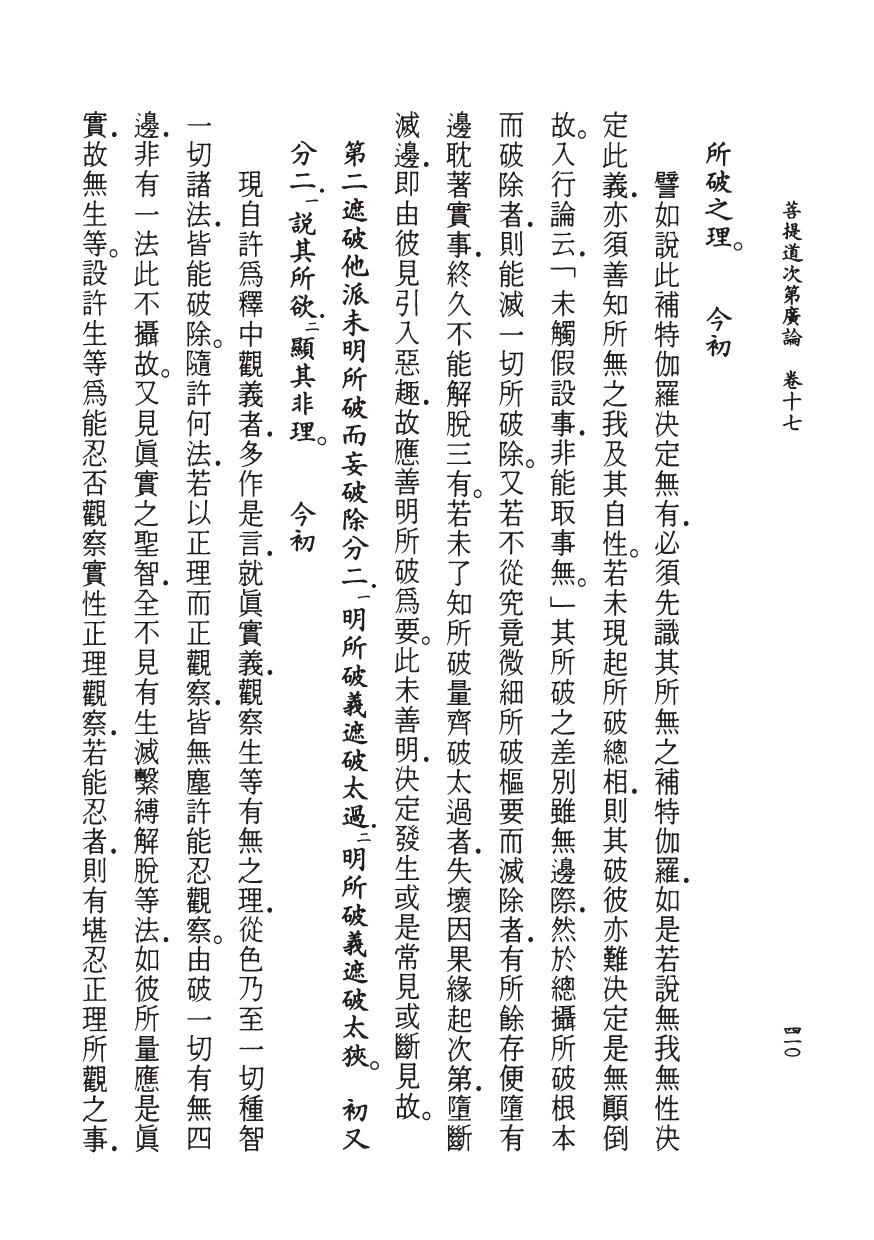 菩提道次第廣論　卷十七
四一〇
所破之理。　今初
譬如說此補特伽羅決定無有．必須先識其所無之補特伽羅．如是若說無我無性決
定此義．亦須善知所無之我及其自性。若未現起所破總相．則其破彼亦難決定是無顚倒
故。入行論云．「未觸假設事．非能取事無。」其所破之差別雖無邊際．然於總攝所破根本
而破除者．則能滅一切所破除。又若不從究竟微細所破樞要而滅除者．有所餘存便墮有
邊耽著實事．終久不能解脫三有。若未了知所破量齊破太過者．失壞因果緣起次第．墮斷
滅邊．即由彼見引入惡趣．故應善明所破爲要。此未善明．決定發生或是常見或斷見故。
第二遮破他派未明所破而妄破除分二．一明所破義遮破太過．二明所破義遮破太狹。　初又
分二．一說其所欲．二顯其非理。　今初
現自許爲釋中觀義者．多作是言．就眞實義．觀察生等有無之理．從色乃至一切種智
一切諸法．皆能破除。隨許何法．若以正理而正觀察．皆無塵許能忍觀察。由破一切有無四
邊．非有一法此不攝故。又見眞實之聖智．全不見有生滅繫縛解脫等法．如彼所量應是眞
實．故無生等。設許生等爲能忍否觀察實性正理觀察．若能忍者．則有堪忍正理所觀之事．